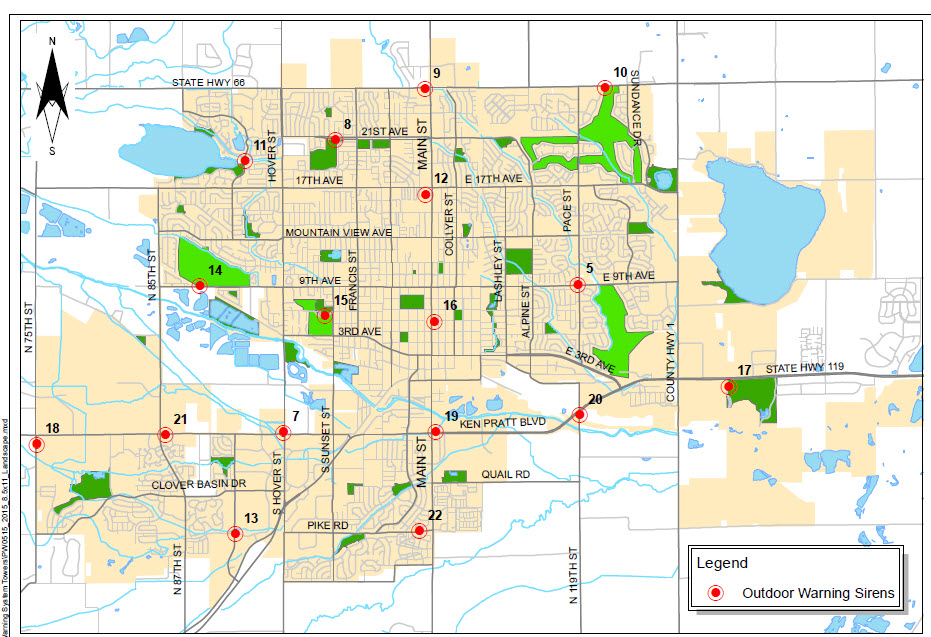 N
S
9
10
STATE HWY 66
SUNDANCE DR
8
21ST AVE
MAIN ST
11
HOVER ST
17TH AVE
12
E 17TH AVE
COLLYER ST
PACE ST
MOUNTAIN VIEW AVE
14
N 85TH ST
9TH AVE
FRANCIS ST
LASHLEY ST
5
E 9TH AVE
N 75TH ST
15
16
ALPINE ST
3RD AVE
COUNTY HWY 1
E 3RD AVE
17
STATE HWY 119
18
21
7
S SUNSET ST
19
KEN PRATT BLVD
20
MAIN ST
CLOVER BASIN DR
S HOVER ST
QUAIL RD
13
PIKE RD
22
N 87TH ST
N 119TH ST
Legend
Outdoor Warning Sirens
arning System Towers\PW0515_2015_8.5x11_Landscape.mxd